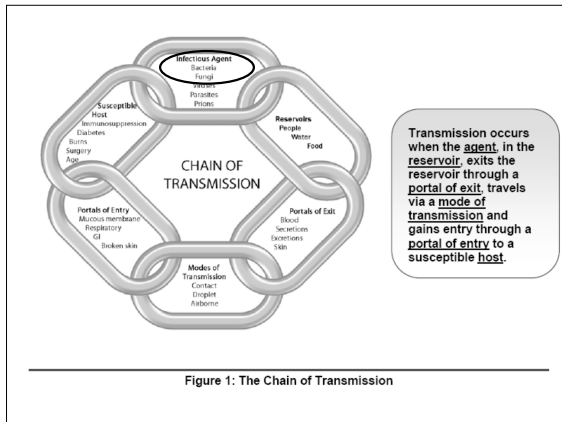 Infectious Agent
Bacteria
Fungi
Viruses
Parasites
Prions
Susceptible
Host
Immunosuppression
Diabetes
Burns
Surgery
Age
Reservoirs
People
Water
Food
CHAIN OF
TRANSMISSION
Portals of Entry
Mucous membrane
Respiratory
GI
Broken skin
Portals of Exit
Blood
Secretions
Excretions
Skin
Modes of
Transmission
Contact
Droplet
Airborne
Transmission occurs
when the agent, in the
reservoir, exits the
reservoir through a
portal of exit, travels
via a mode of
transmission and
gains entry through a
portal of entry to a
susceptible host.
Figure 1: The Chain of Transmission